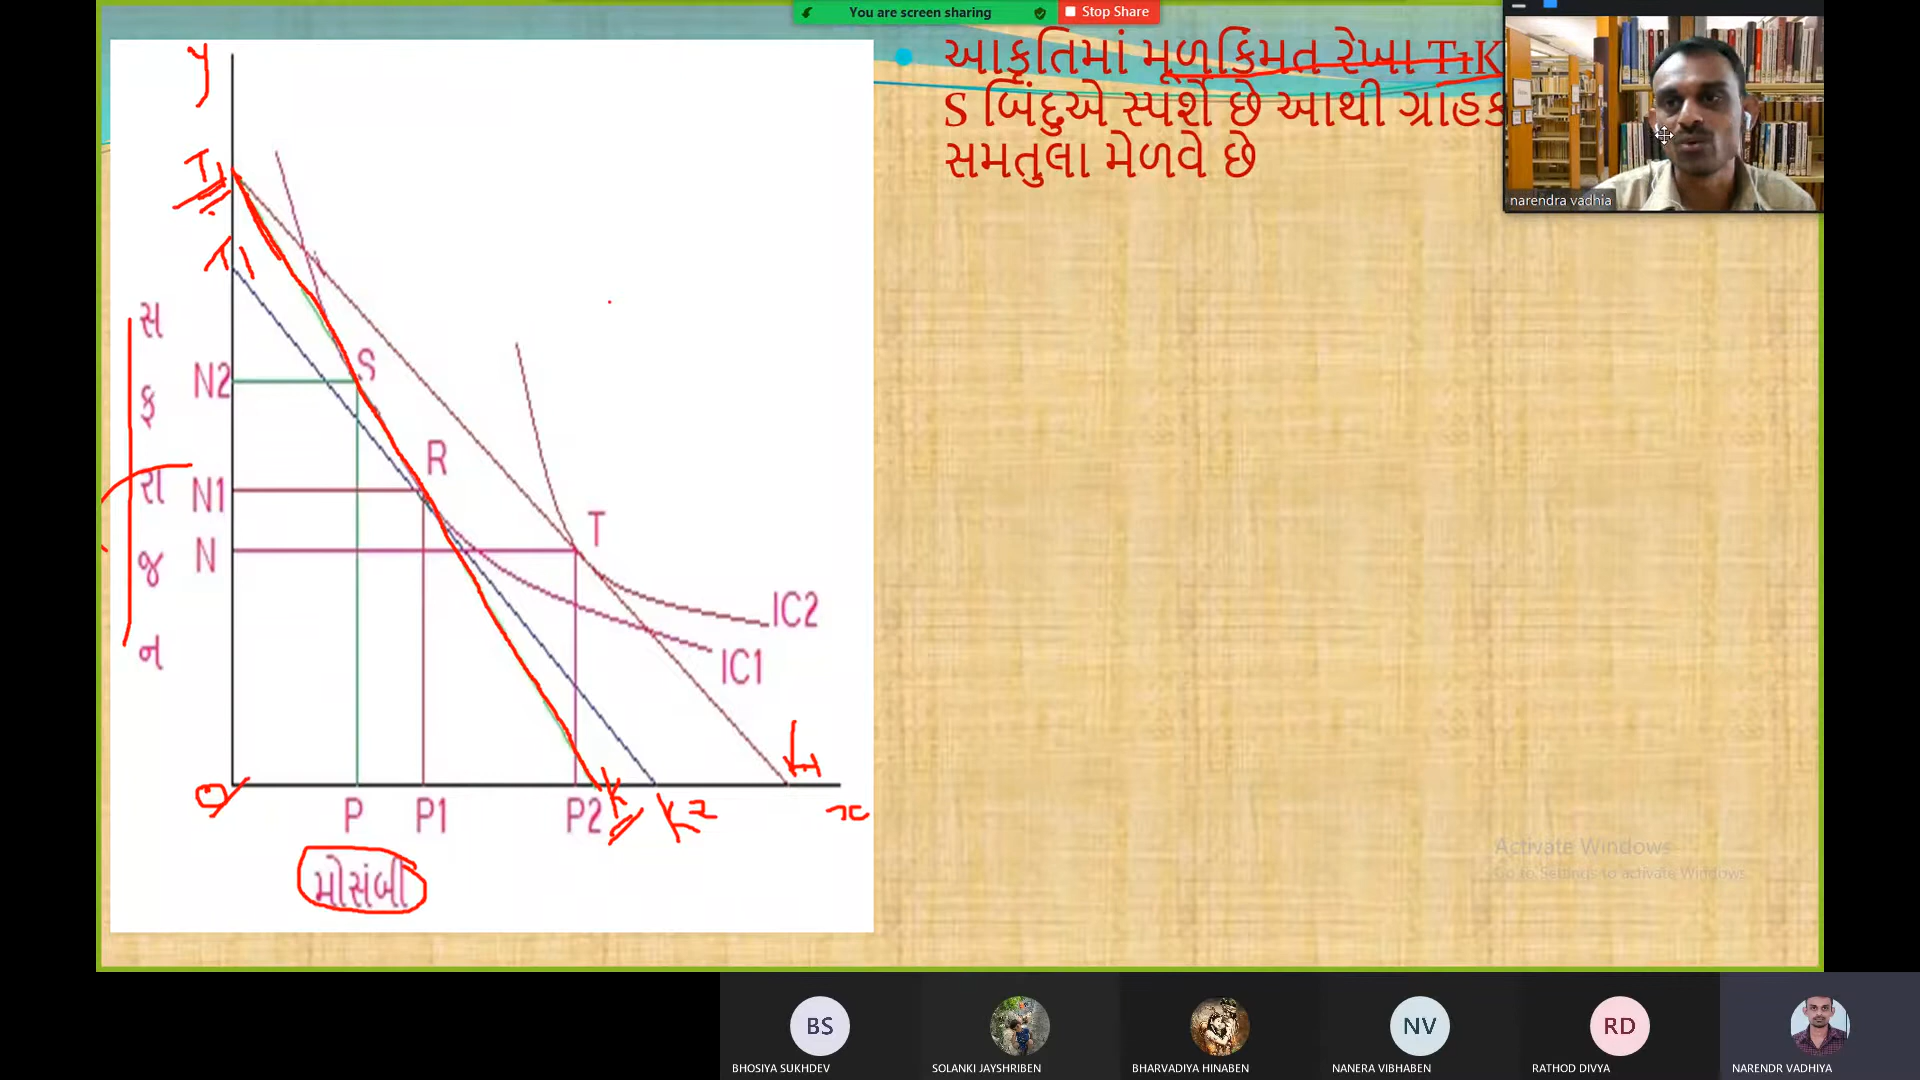 You are screen sharing
Stop Share
આકૃતિમાં મૂળકિંમત રેખા T1K
S બિંદુએ સ્પર્શે છે આથી ગ્રાહક
સમતુલા મેળવે છે
narendra vadhia
y
T1
T1
સ
ફ
રા
જ
ન
N2
N1
N
S
R
T
IC2
IC1
L1
O
P
P1
P2
K
K2
x
મોસંબી
Activate Windows
Go to Settings to activate Windows.
BS
NV
RD
BHOSIYA SUKHDEV
SOLANKI JAYSHRIBEN
BHARVADIYA HINABEN
NANERA VIBHABEN
RATHOD DIVYA
NARENDR VADHIYA